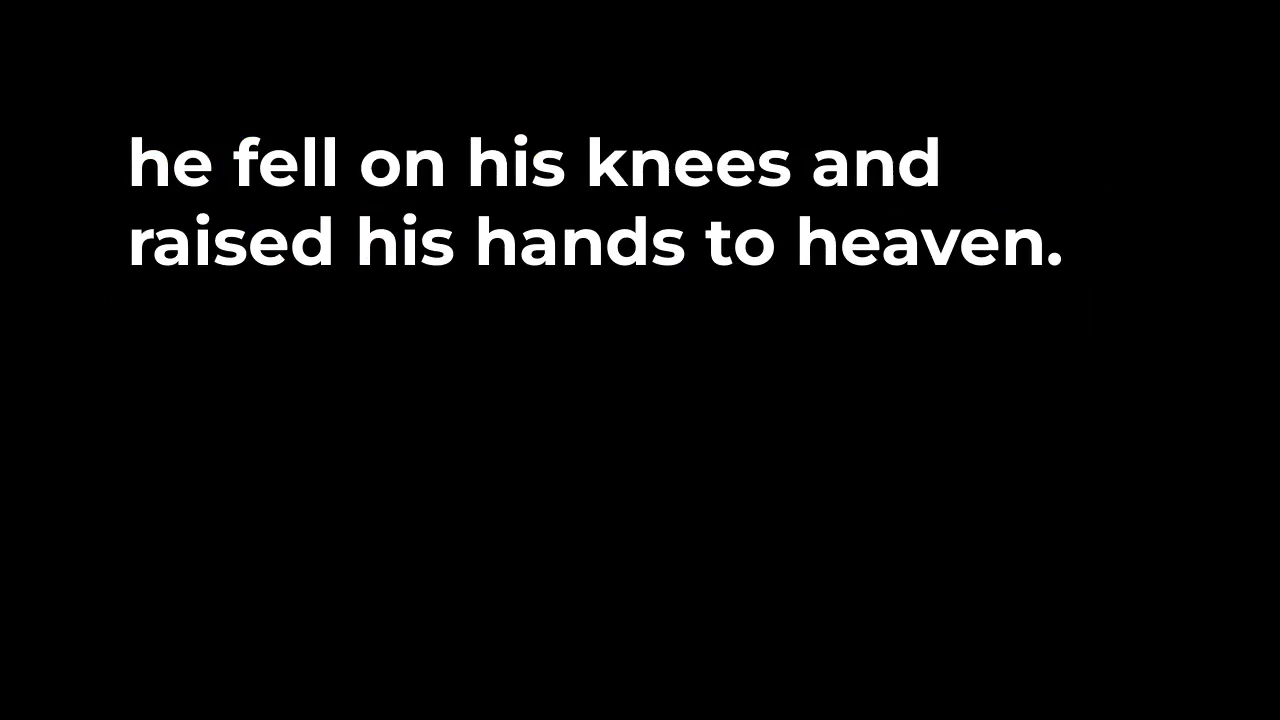 he fell on his knees and
raised his hands to heaven.